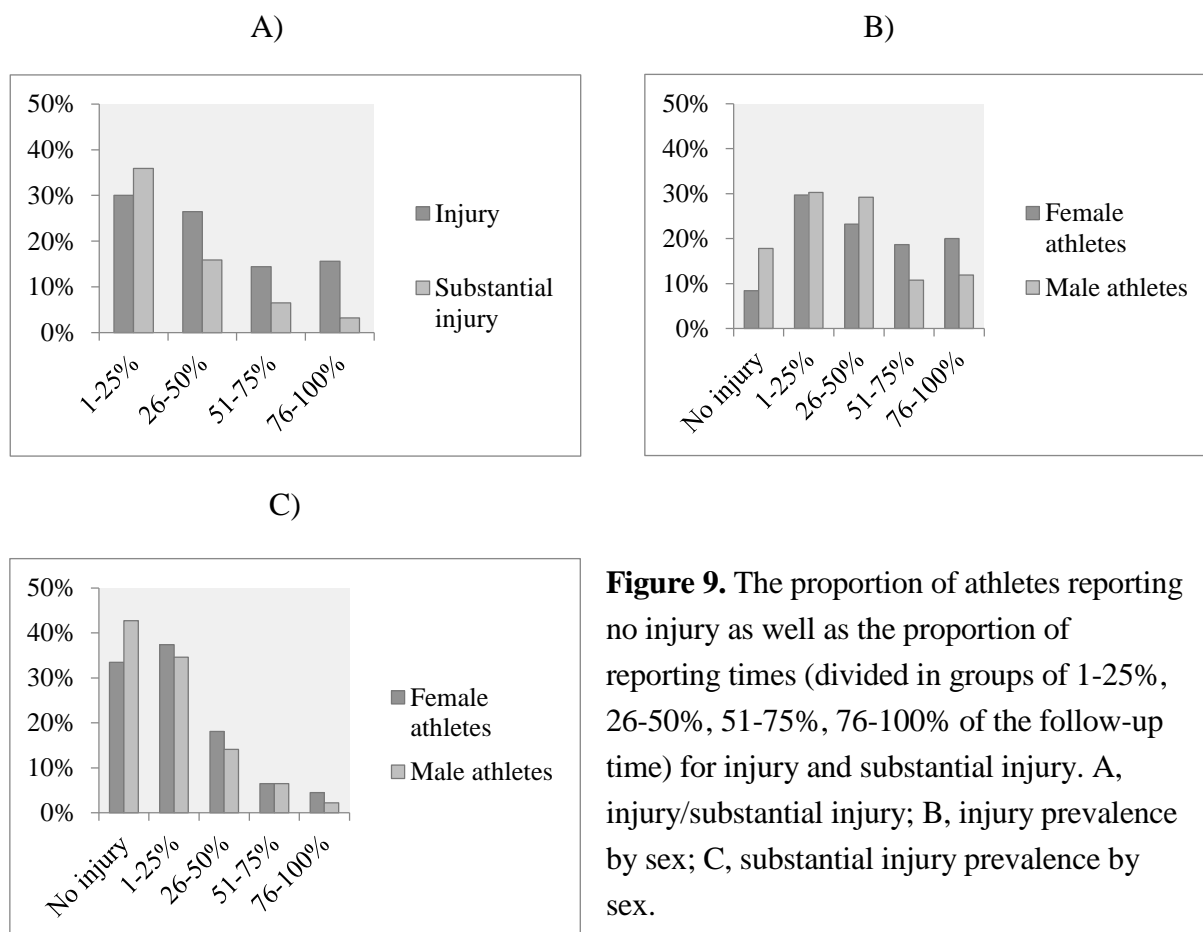 A)
50%
40%
30%
20%
10%
0%
1-25%
26-50%
51-75%
76-100%
Injury
Substantial
injury
B)
50%
40%
30%
20%
10%
0%
No injury
1-25%
26-50%
51-75%
76-100%
Female
athletes
Male athletes
C)
50%
40%
30%
20%
10%
0%
No injury
1-25%
26-50%
51-75%
76-100%
Female
athletes
Male athletes
Figure 9. The proportion of athletes reporting
no injury as well as the proportion of
reporting times (divided in groups of 1-25%,
26-50%, 51-75%, 76-100% of the follow-up
time) for injury and substantial injury. A,
injury/substantial injury; B, injury prevalence
by sex; C, substantial injury prevalence by
sex.